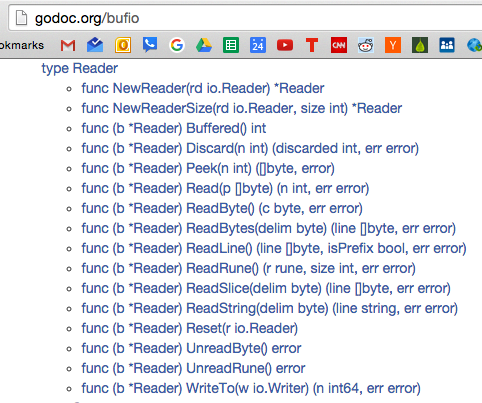 godoc.org/bufio
okmarks
24
T
CNN
Y
type Reader
func NewReader(rd io.Reader) *Reader
func NewReaderSize(rd io.Reader, size int) *Reader
func (b *Reader) Buffered() int
func (b *Reader) Discard(n int) (discarded int, err error)
func (b *Reader) Peek(n int) ([]byte, error)
func (b *Reader) Read(p []byte) (n int, err error)
func (b *Reader) ReadByte() (c byte, err error)
func (b *Reader) ReadBytes(delim byte) (line []byte, err error)
func (b *Reader) ReadLine() (line []byte, isPrefix bool, err error)
func (b *Reader) ReadRune() (r rune, size int, err error)
func (b *Reader) ReadSlice(delim byte) (line []byte, err error)
func (b *Reader) ReadString(delim byte) (line string, err error)
func (b *Reader) Reset(r io.Reader)
func (b *Reader) UnreadByte() error
func (b *Reader) UnreadRune() error
func (b *Reader) WriteTo(w io.Writer) (n int64, err error)